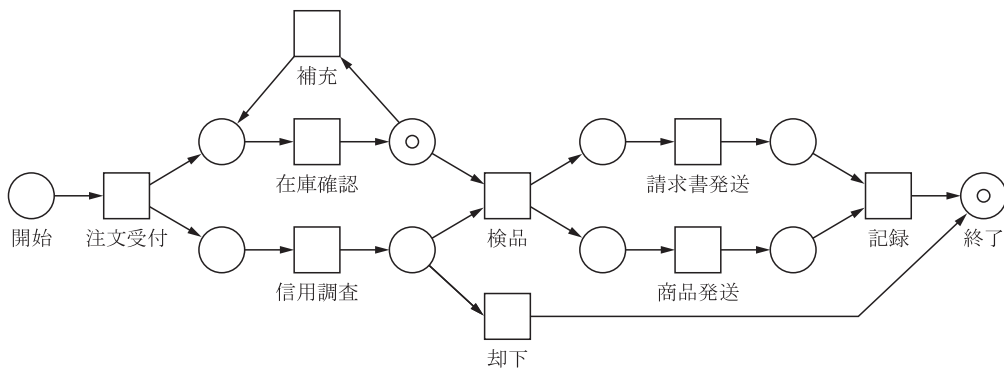 補充
在庫確認
請求書発送
開始
注文受付
検品
記録
終了
信用調査
商品発送
却下